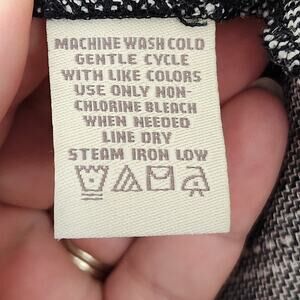 MACHINE WASH COLD
GENTLE CYCLE
WITH LIKE COLORS
USE ONLY NON-
CHLORINE BLEACH
WHEN NEEDED
LINE DRY
STEAM IRON LOW